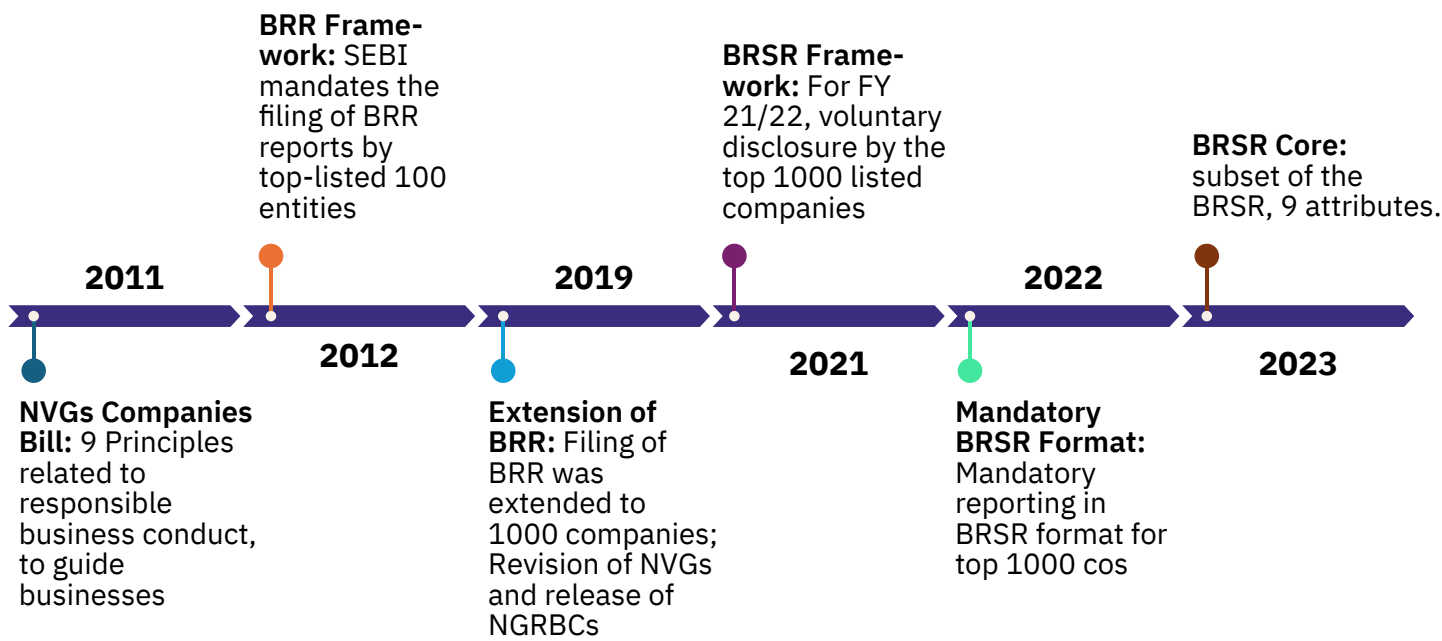 2011
NVGs Companies
Bill: 9 Principles
related to
responsible
business conduct,
to guide
businesses
BRR Frame-
work: SEBI
mandates the
filing of BRR
reports by
top-listed 100
entities
2012
2019
Extension of
BRR: Filing of
BRR was
extended to
1000 companies;
Revision of NVGs
and release of
NGRBCs
BRSR Frame-
work: For FY
21/22, voluntary
disclosure by the
top 1000 listed
companies
2021
2022
Mandatory
BRSR Format:
Mandatory
reporting in
BRSR format for
top 1000 cos
BRSR Core:
subset of the
BRSR, 9 attributes.
2023